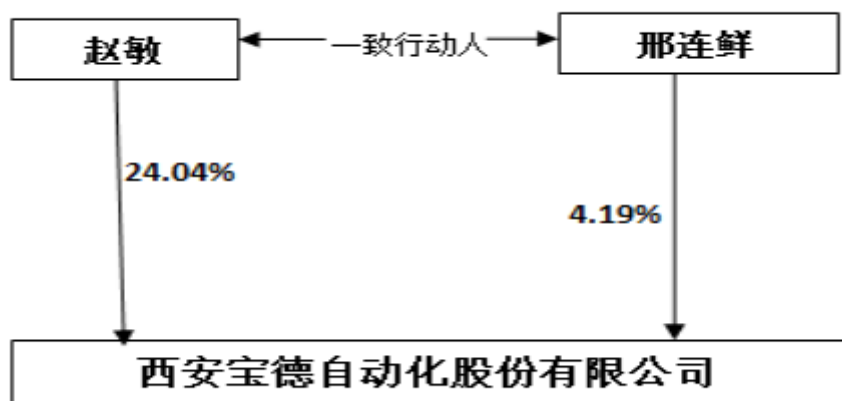 赵敏
一致行动人
邢连鲜
24.04%
4.19%
西安宝德自动化股份有限公司